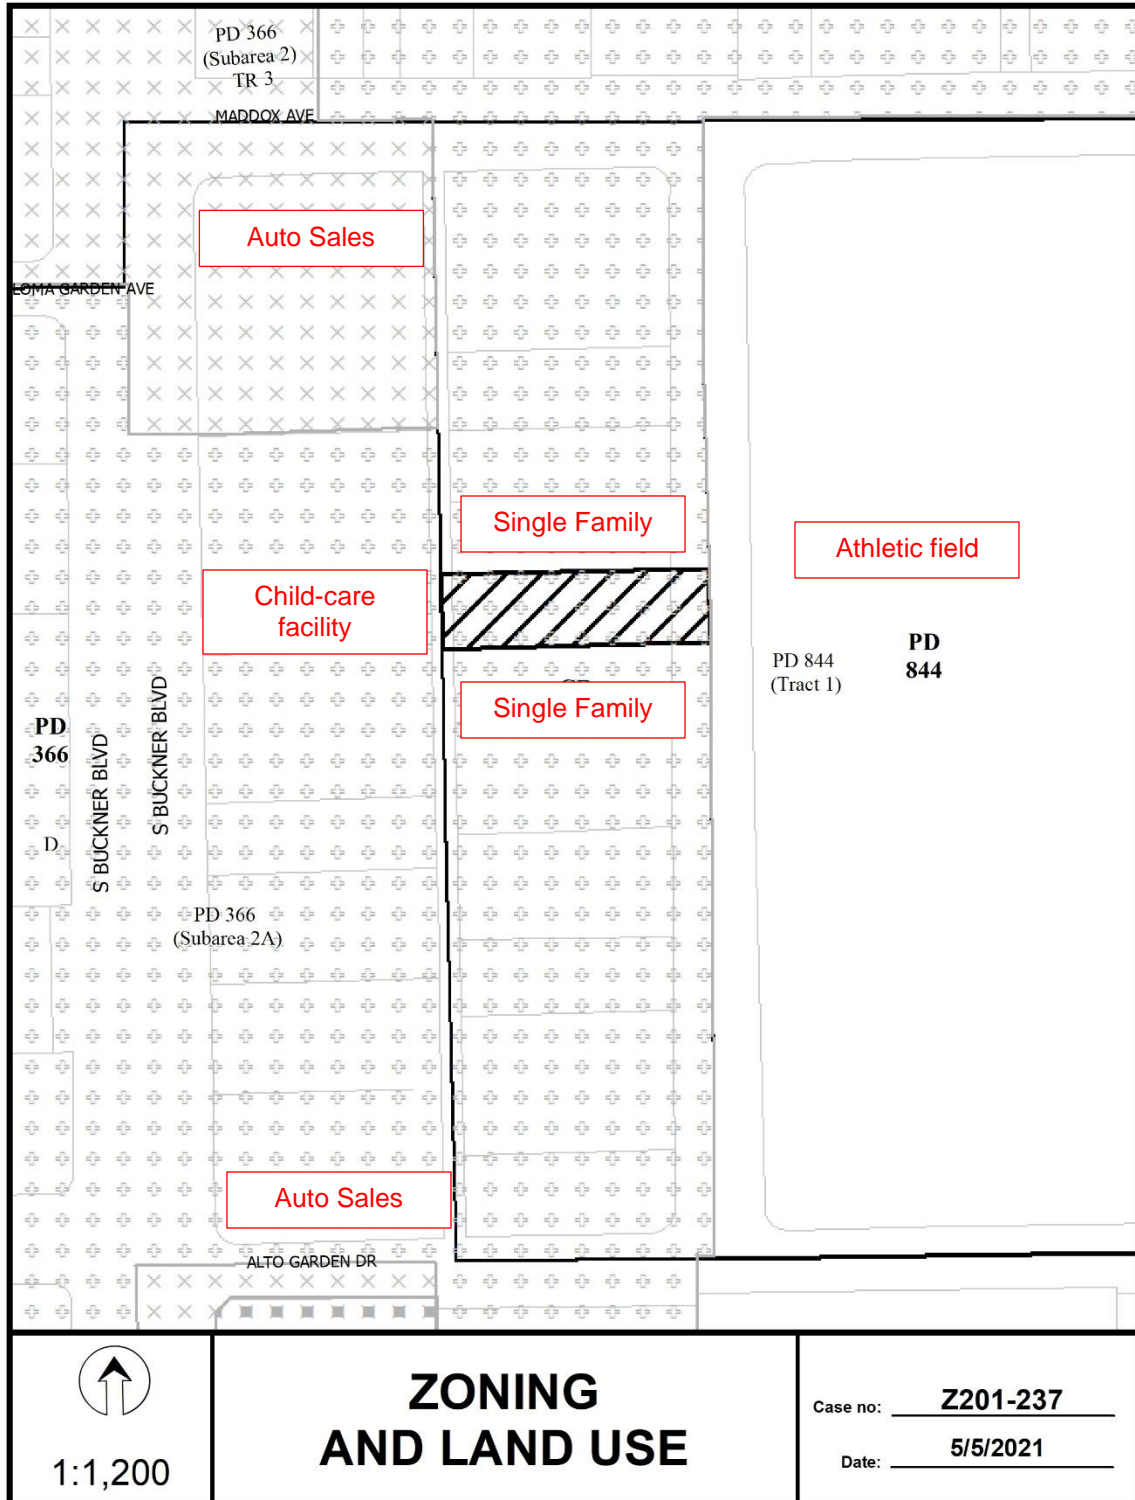 PD 366
(Subarea 2)
TR 3
MADDOX AVE
Auto Sales
LOMA GARDEN AVE
Single Family
Athletic field
Child-care
facility
PD 844
(Tract 1)
PD
844
Single Family
PD
366
S BUCKNER BLVD
S BUCKNER BLVD
D
PD 366
(Subarea 2A)
Auto Sales
ALTO GARDEN DR
1:1,200
ZONING
AND LAND USE
Case no: Z201-237
Date: 5/5/2021